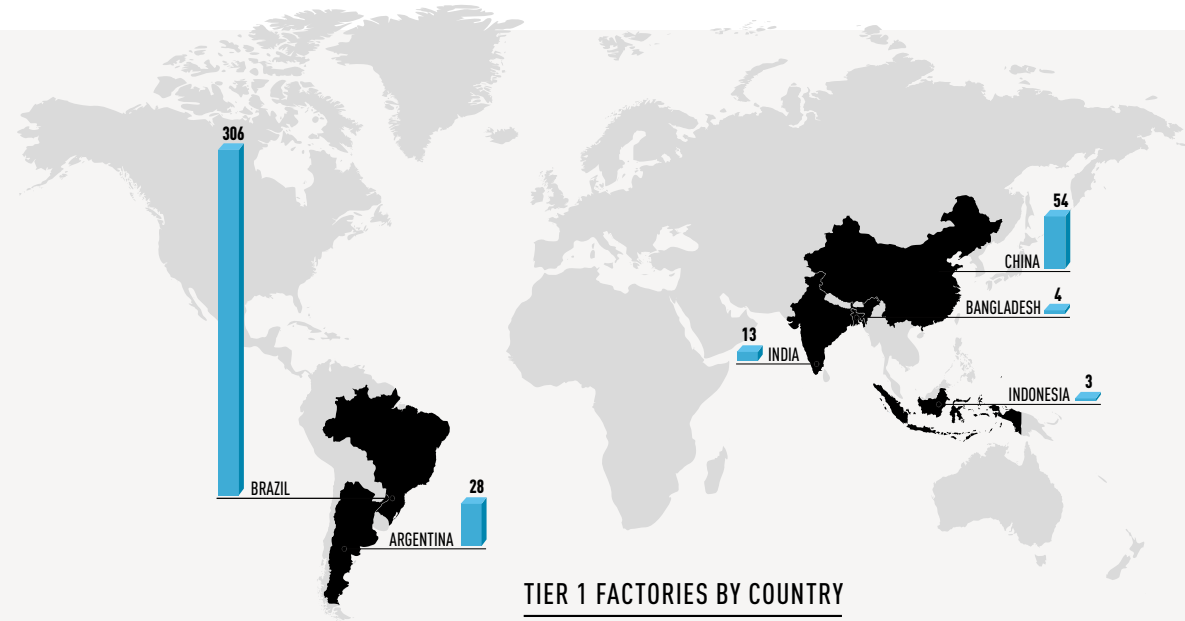 306
54
CHINA
4
BANGLADESH
13
INDIA
3
INDONESIA
BRAZIL
28
ARGENTINA
TIER 1 FACTORIES BY COUNTRY